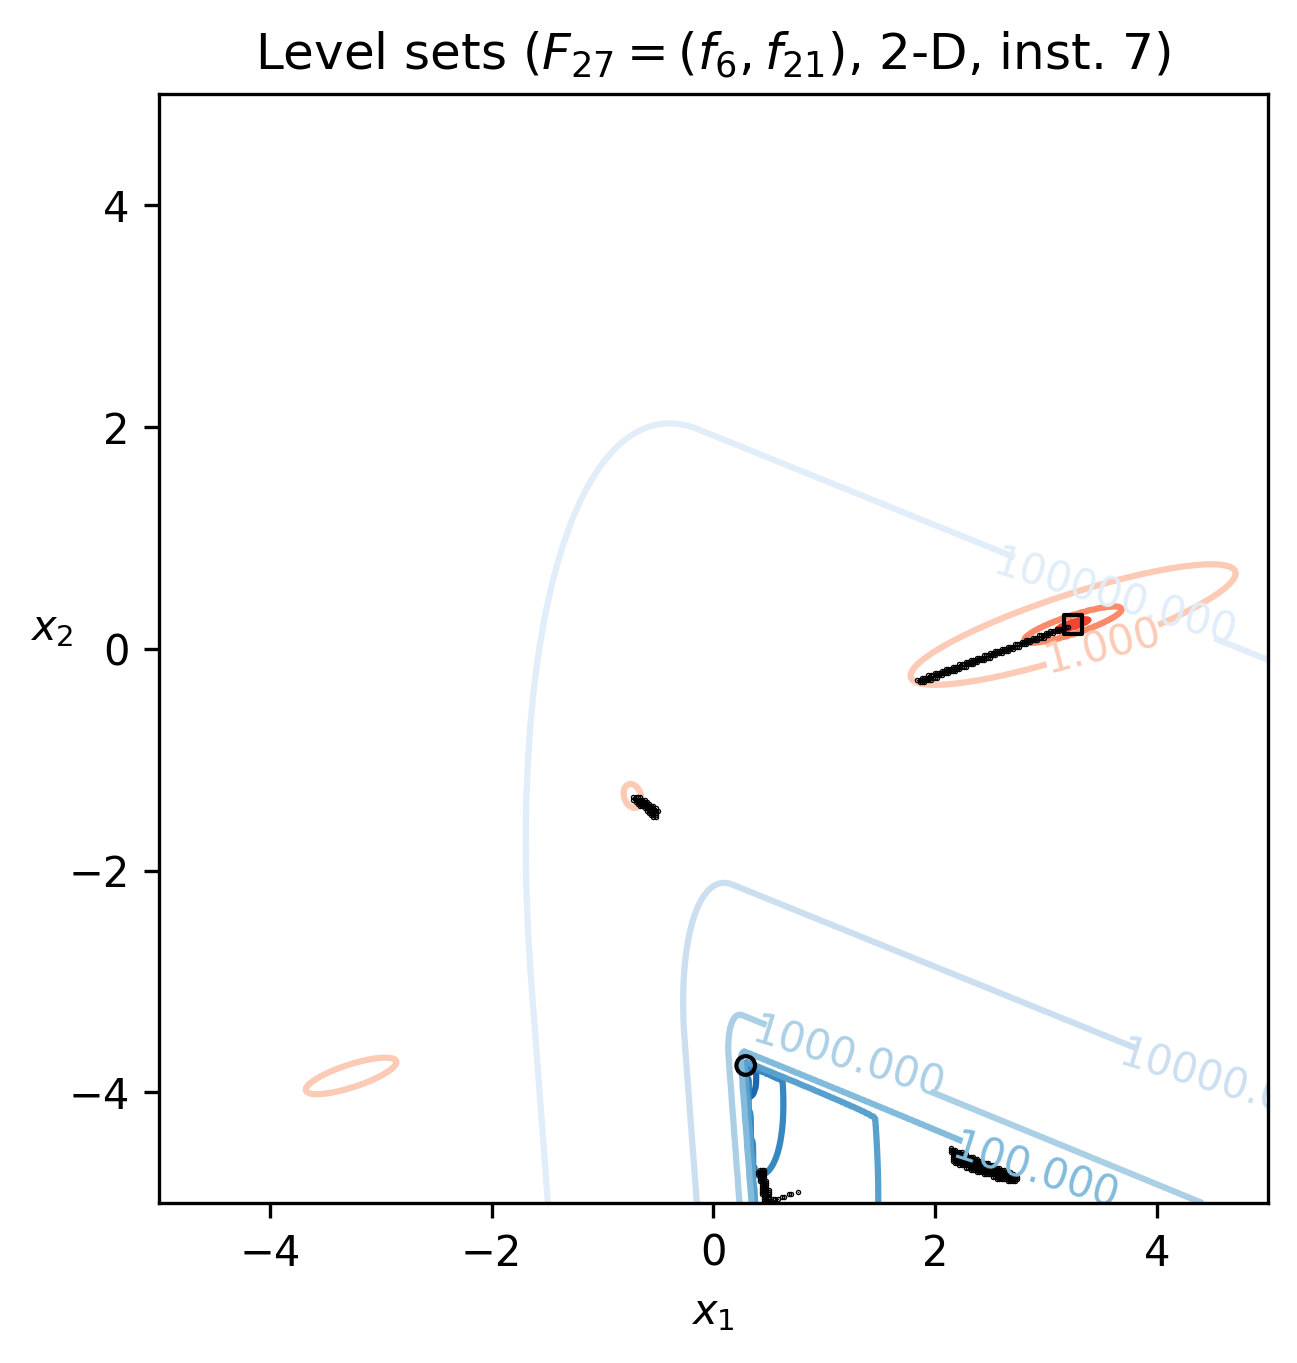 Level sets (F₂₇ = (f₆, f₂₁), 2-D, inst. 7)
4
2
100000.000
x₂
0
1.000
−2
1000.000
10000.0
−4
100.000
−4 −2 0 2 4
x₁